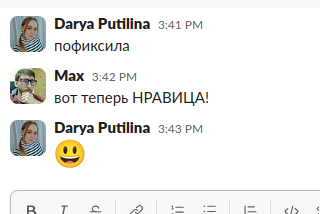 Darya Putilina 3:41 PM
пофиксила
Max 3:42 PM
вот теперь НРАВИЦА!
Darya Putilina 3:43 PM
😃
B I S